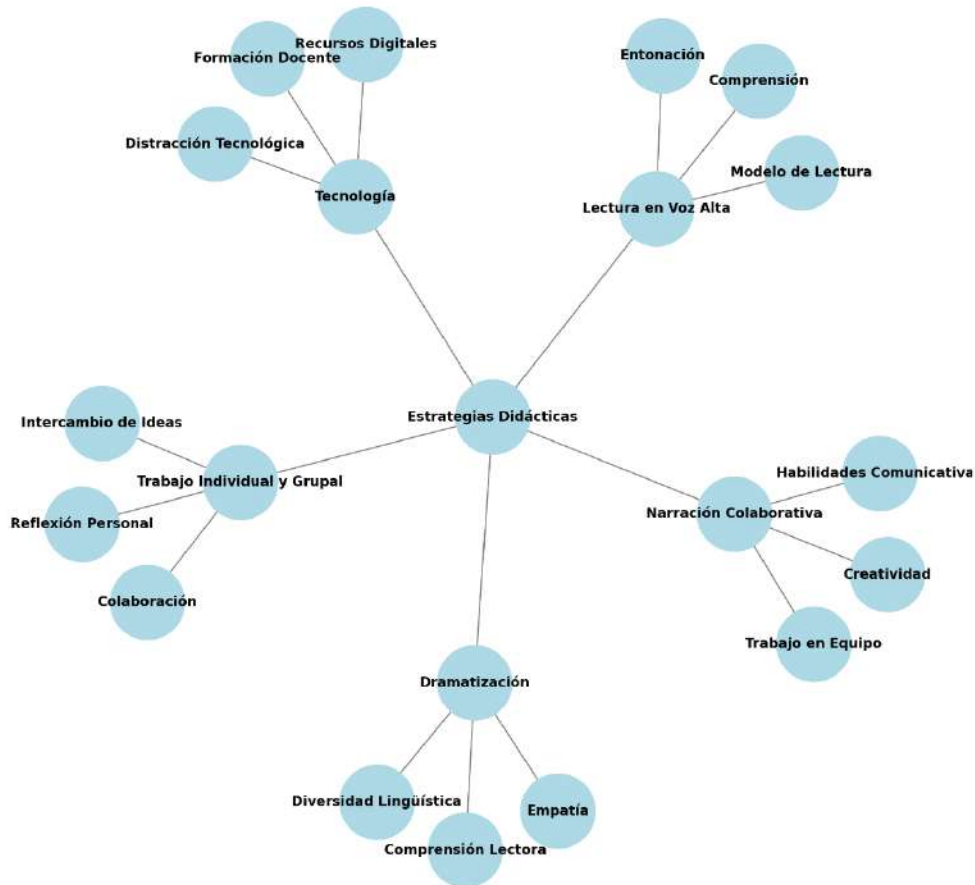 Recursos Digitales
Formación Docente
Entonación
Comprensión
Distracción Tecnológica
Modelo de Lectura
Tecnología
Lectura en Voz Alta
Estrategias Didácticas
Intercambio de Ideas
Habilidades Comunicativa
Trabajo Individual y Grupal
Narración Colaborativa
Reflexión Personal
Creatividad
Colaboración
Trabajo en Equipo
Dramatización
Diversidad Lingüística
Empatía
Comprensión Lectora